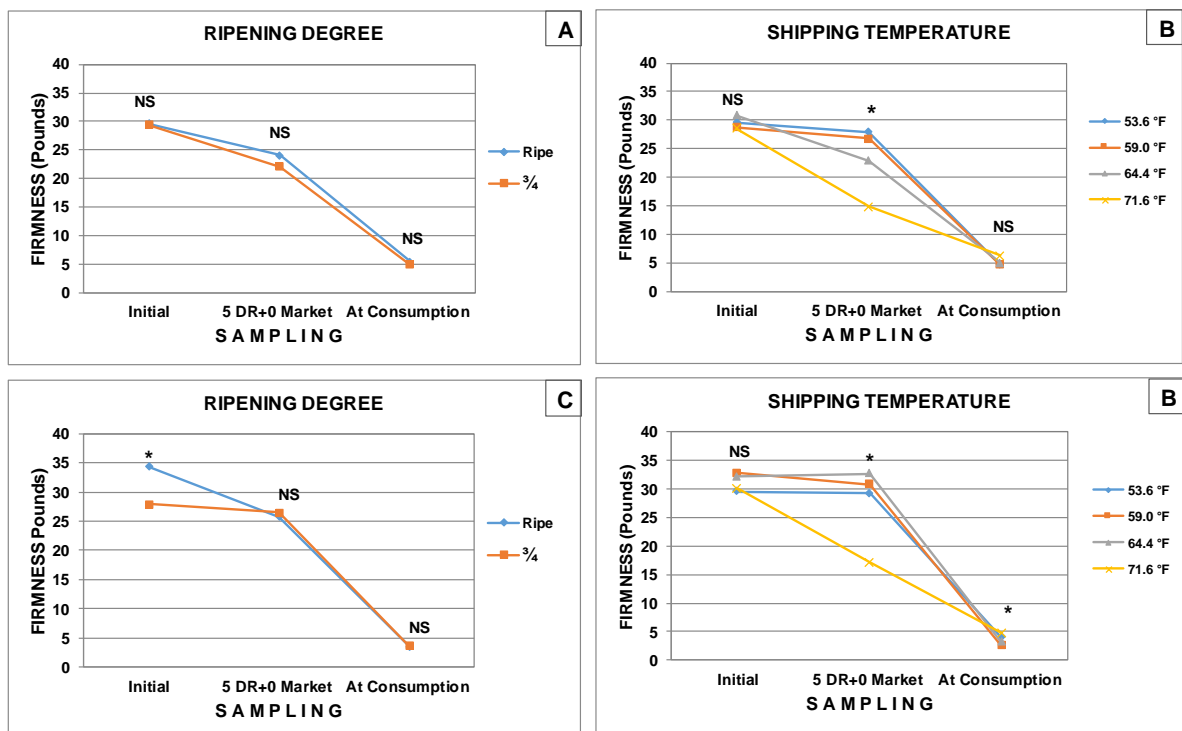 RIPENING DEGREE
A
FIRMNESS (Pounds)
40
35
30
25
20
15
10
5
0
NS
NS
NS
Initial
5 DR+0 Market
At Consumption
SAMPLING
Ripe
¾
SHIPPING TEMPERATURE
B
FIRMNESS (Pounds)
40
35
30
25
20
15
10
5
0
NS
*
NS
Initial
5 DR+0 Market
At Consumption
SAMPLING
53.6 °F
59.0 °F
64.4 °F
71.6 °F
RIPENING DEGREE
C
FIRMNESS Pounds)
40
35
30
25
20
15
10
5
0
*
NS
NS
Initial
5 DR+0 Market
At Consumption
SAMPLING
Ripe
¾
SHIPPING TEMPERATURE
B
FIRMNESS (Pounds)
40
35
30
25
20
15
10
5
0
NS
*
*
Initial
5 DR+0 Market
At Consumption
SAMPLING
53.6 °F
59.0 °F
64.4 °F
71.6 °F